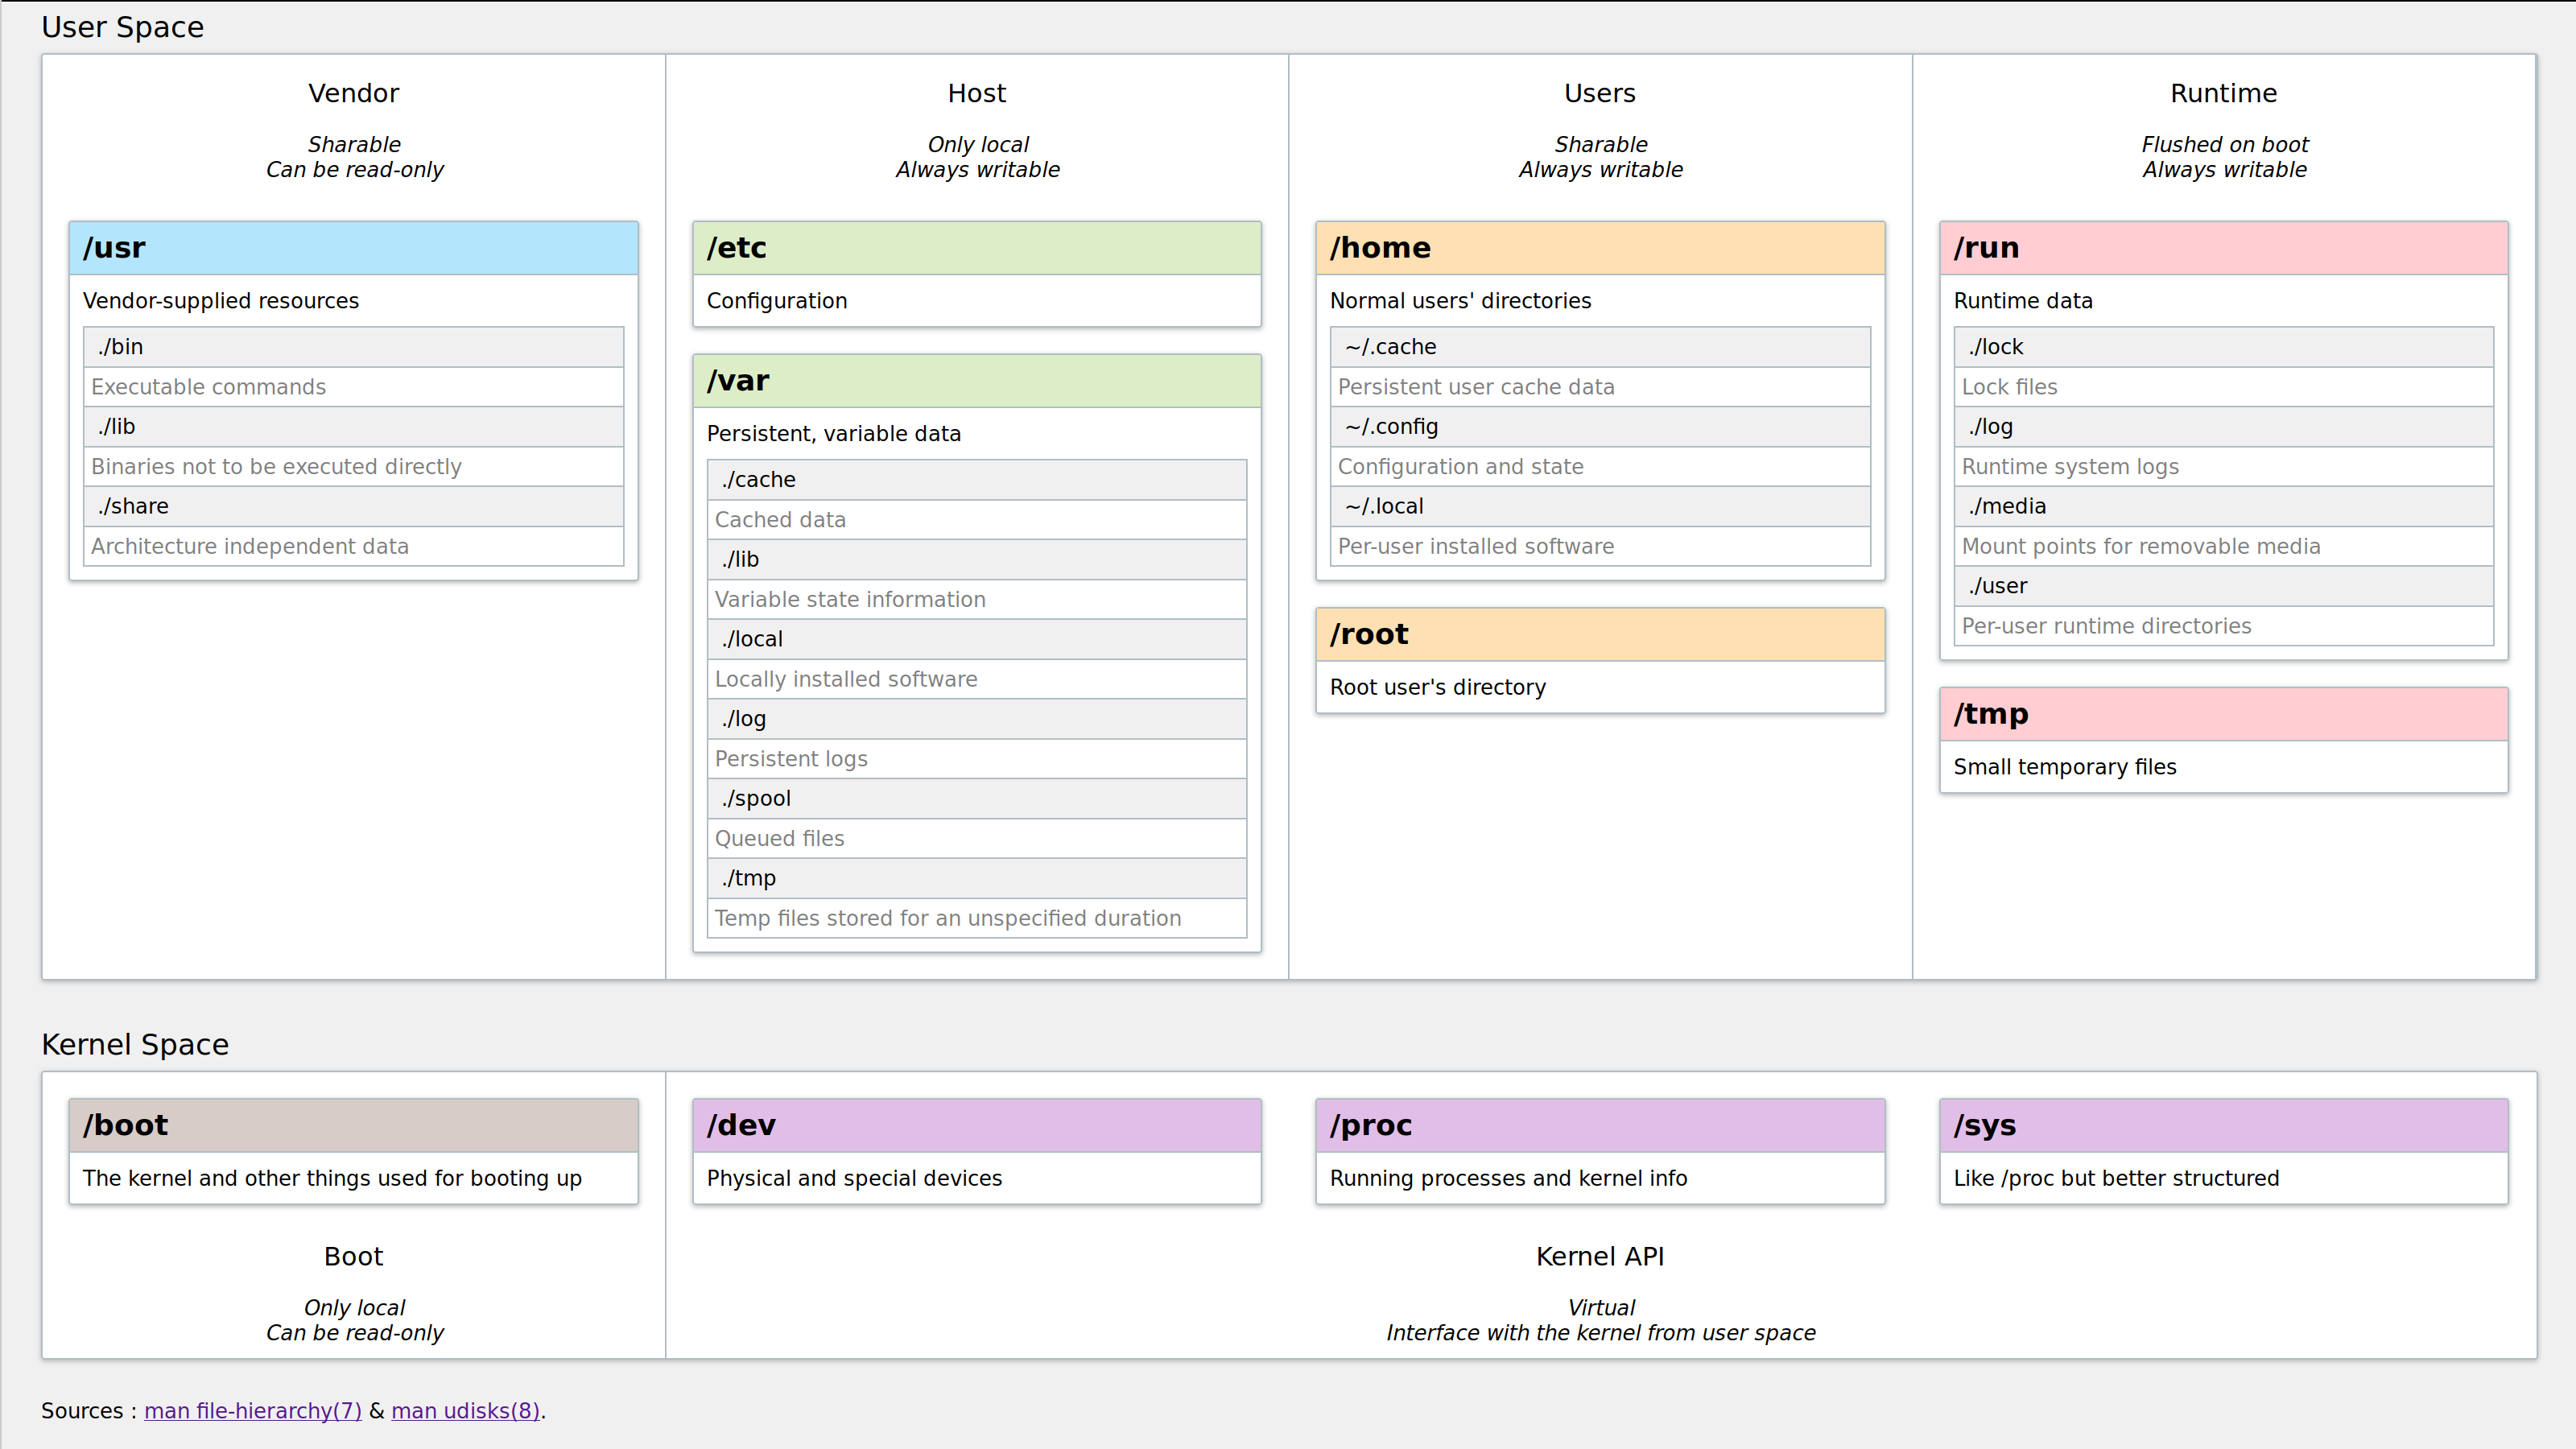 User Space
Vendor
Sharable
Can be read-only
/usr
Vendor-supplied resources
./bin
Executable commands
./lib
Binaries not to be executed directly
./share
Architecture independent data
Host
Only local
Always writable
/etc
Configuration
/var
Persistent, variable data
./cache
Cached data
./lib
Variable state information
./local
Locally installed software
./log
Persistent logs
./spool
Queued files
./tmp
Temp files stored for an unspecified duration
Users
Sharable
Always writable
/home
Normal users' directories
~/.cache
Persistent user cache data
~/.config
Configuration and state
~/.local
Per-user installed software
/root
Root user's directory
Runtime
Flushed on boot
Always writable
/run
Runtime data
./lock
Lock files
./log
Runtime system logs
./media
Mount points for removable media
./user
Per-user runtime directories
/tmp
Small temporary files
Kernel Space
/boot
The kernel and other things used for booting up
Boot
Only local
Can be read-only
/dev
Physical and special devices
/proc
Running processes and kernel info
/sys
Like /proc but better structured
Kernel API
Virtual
Interface with the kernel from user space
Sources : man file-hierarchy(7) & man udisks(8).